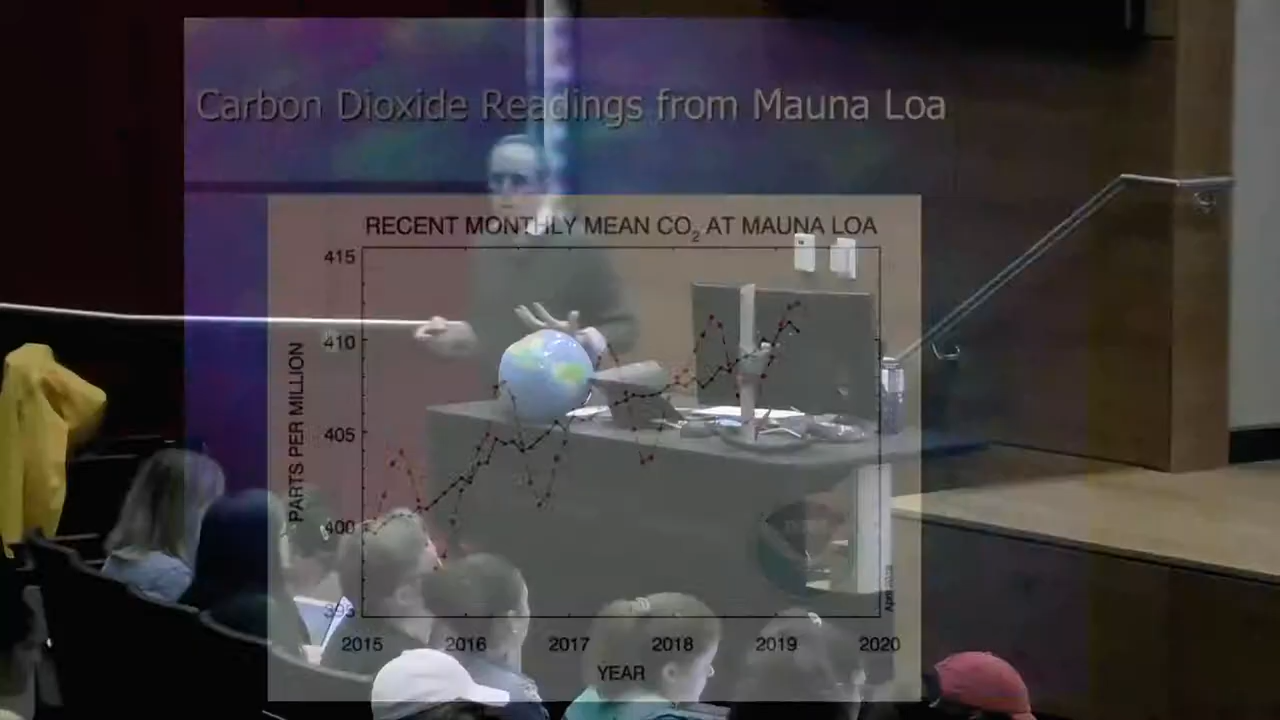 Carbon Dioxide Readings from Mauna Loa
RECENT MONTHLY MEAN CO₂ AT MAUNA LOA
415
410
405
400
395
PARTS PER MILLION
2015 2016 2017 2018 2019 2020
YEAR